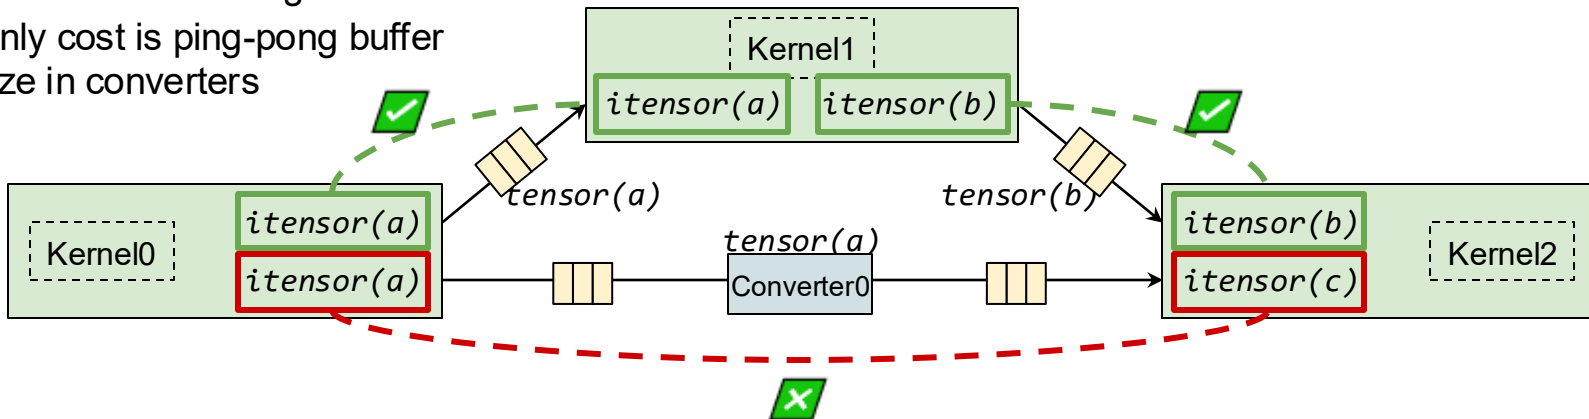 nly cost is ping-pong buffer
ze in converters
Kernel1
itensor(a) itensor(b)
tensor(a)
tensor(b)
Kernel0
itensor(a)
itensor(a)
tensor(a)
Converter0
itensor(b)
itensor(c)
Kernel2